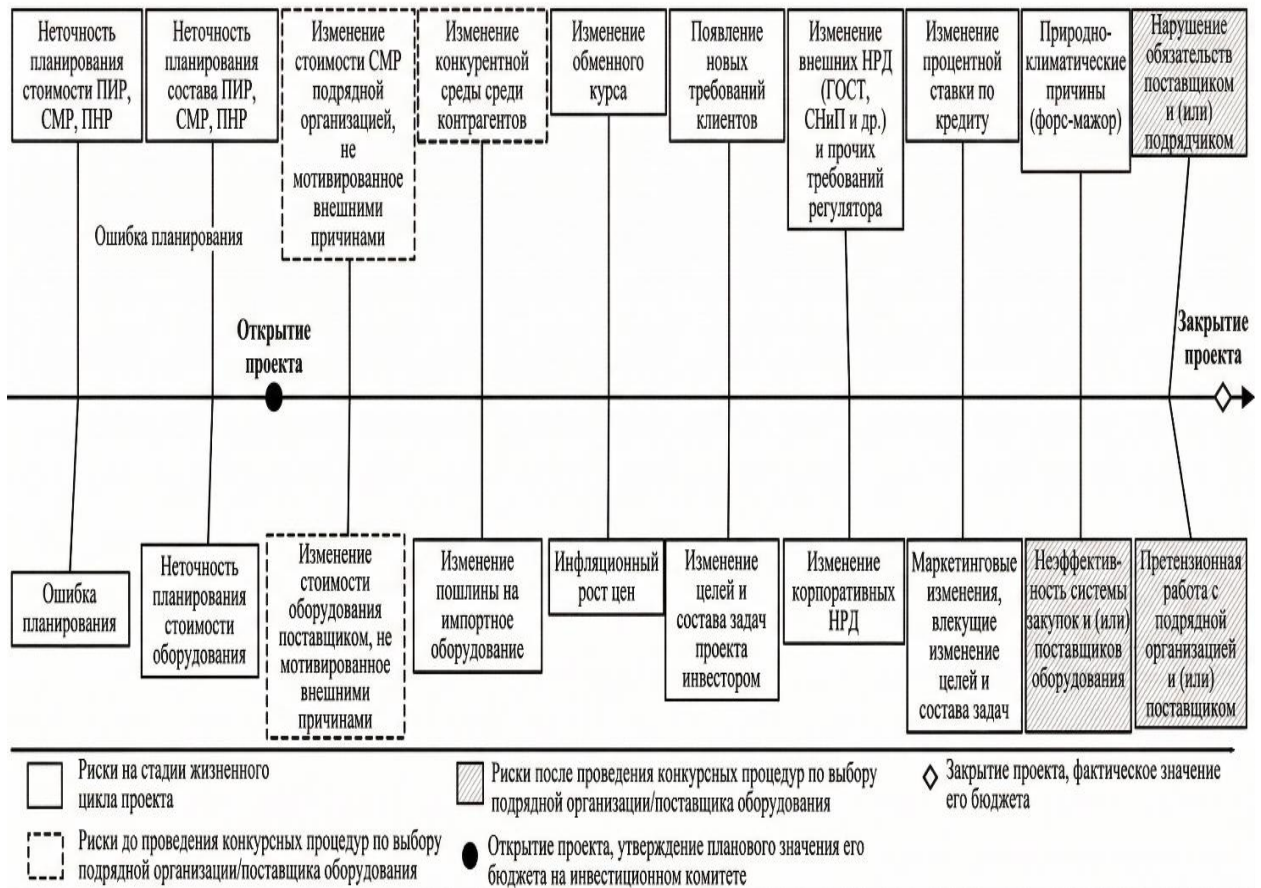 Неточность
планирования
стоимости ПИР,
СМР, ПНР
Неточность
планирования
состава ПИР,
СМР, ПНР
Изменение
стоимости СМР
подрядной
организацией,
не
мотивированное
внешними
причинами
Изменение
конкурентной
среды среди
контрагентов
Изменение
обменного
курса
Появление
новых
требований
клиентов
Изменение
внешних НРД
(ГОСТ,
СНиП и др.)
и прочих
требований
регулятора
Изменение
процентной
ставки по
кредиту
Природно-
климатические
причины
(форс-мажор)
Нарушение
обязательств
поставщиком
и (или)
подрядчиком
Ошибка планирования
Открытие
проекта
Закрытие
проекта
Ошибка
планирования
Неточность
планирования
стоимости
оборудования
Изменение
стоимости
оборудования
поставщиком, не
мотивированное
внешними
причинами
Изменение
пошлины на
импортное
оборудование
Инфляционный
рост цен
Изменение
целей и
состава задач
проекта
инвестором
Изменение
корпоративных
НРД
Маркетинговые
изменения,
влекущие
изменение
целей и
состава задач
Неэффектив-
ность системы
закупок и (или)
поставщиков
оборудования
Претензионная
работа с
подрядной
организацией
и (или)
поставщиком
Риски на стадии жизненного
цикла проекта
Риски до проведения конкурсных процедур по выбору
подрядной организации/поставщика оборудования
Риски после проведения конкурсных процедур по выбору
подрядной организации/поставщика оборудования
Открытие проекта, утверждение планового значения его
бюджета на инвестиционном комитете
Закрытие проекта, фактическое значение
его бюджета